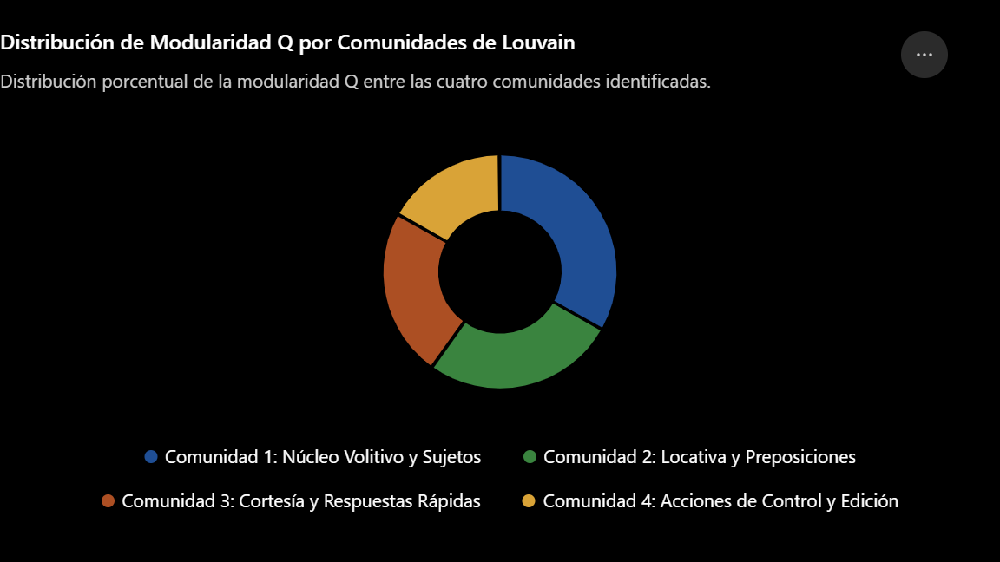 Distribución de Modularidad Q por Comunidades de Louvain
Distribución porcentual de la modularidad Q entre las cuatro comunidades identificadas.
Comunidad 1: Núcleo Volitivo y Sujetos
Comunidad 2: Locativa y Preposiciones
Comunidad 3: Cortesía y Respuestas Rápidas
Comunidad 4: Acciones de Control y Edición